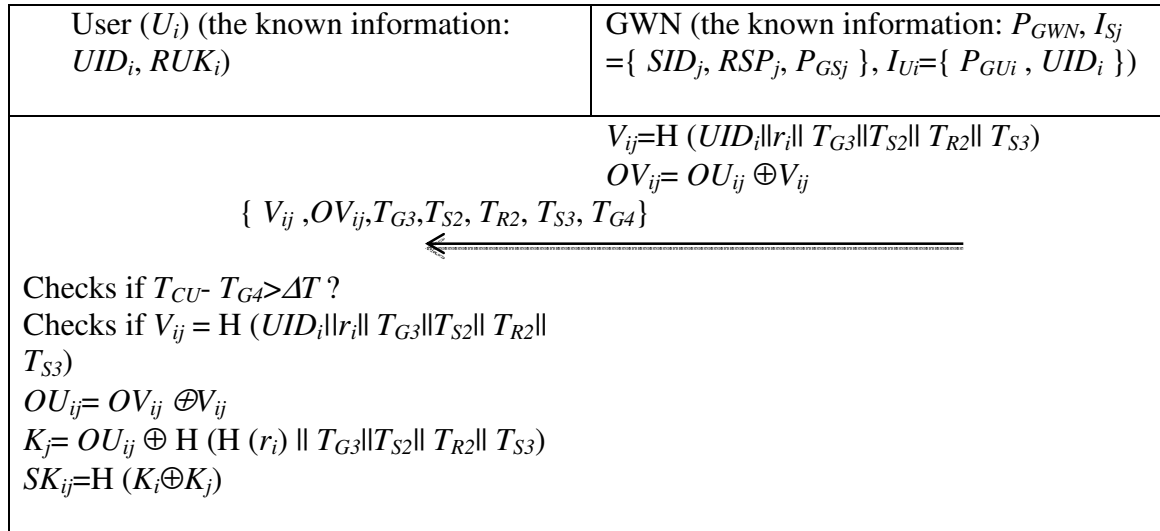 User (Ui) (the known information:
UIDi, RUKi)
GWN (the known information: PGWN, ISj
={ SIDj, RSPj, PGSj }, IUi={ PGUi , UIDi })
Vij=H (UIDi||ri|| TG3||TS2|| TR2|| TS3)
OVij= OUij ⊕Vij
{ Vij ,OVij,TG3,TS2, TR2, TS3, TG4}
Checks if TCU- TG4>ΔT ?
Checks if Vij = H (UIDi||ri|| TG3||TS2|| TR2||
TS3)
OUij= OVij ⊕Vij
Kj= OUij ⊕ H (H (ri) || TG3||TS2|| TR2|| TS3)
SKij=H (Ki⊕Kj)